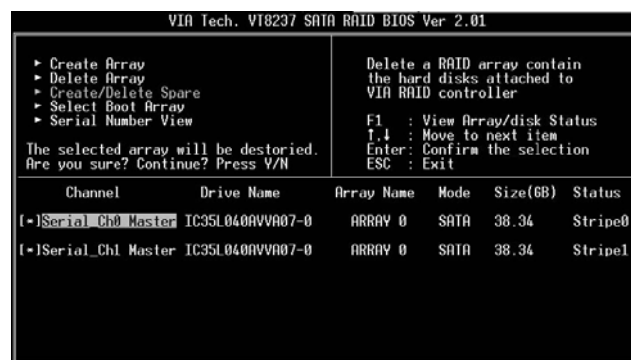 VIA Tech. VT8237 SATA RAID BIOS Ver 2.01
► Create Array
► Delete Array
► Create/Delete Spare
► Select Boot Array
► Serial Number View
The selected array will be destoried.
Are you sure? Continue? Press Y/N
Delete a RAID array contain
the hard disks attached to
VIA RAID controller
F1 : View Array/disk Status
↑,↓ : Move to next item
Enter: Confirm the selection
ESC : Exit
Channel Drive Name Array Name Mode Size(GB) Status
[*]Serial_Ch0 Master IC35L040AVVA07-0 ARRAY 0 SATA 38.34 Stripe0
[*]Serial_Ch1 Master IC35L040AVVA07-0 ARRAY 0 SATA 38.34 Stripe1